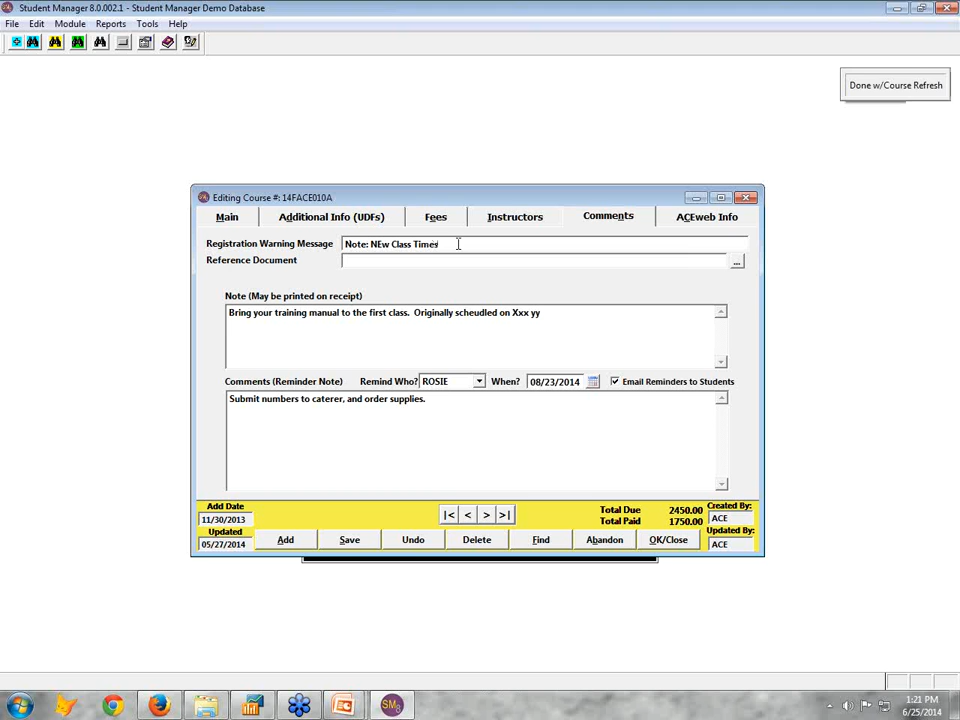 Student Manager 8.0.002.1 - Student Manager Demo Database
File Edit Module Reports Tools Help
Done w/Course Refresh
Editing Course #: 14FACE010A
Main Additional Info (UDFs) Fees Instructors Comments ACEweb Info
Registration Warning Message Note: NEw Class Times
Reference Document ...
Note (May be printed on receipt)
Bring your training manual to the first class. Originally scheudled on Xxx yy
Comments (Reminder Note) Remind Who? ROSIE When? 08/23/2014 Email Reminders to Students
Submit numbers to caterer, and order supplies.
Add Date |< < > >| Total Due 2450.00 Created By:
11/30/2013 Total Paid 1750.00 ACE
Updated Add Save Undo Delete Find Abandon OK/Close Updated By:
05/27/2014 ACE
SM8
1:21 PM
6/25/2014